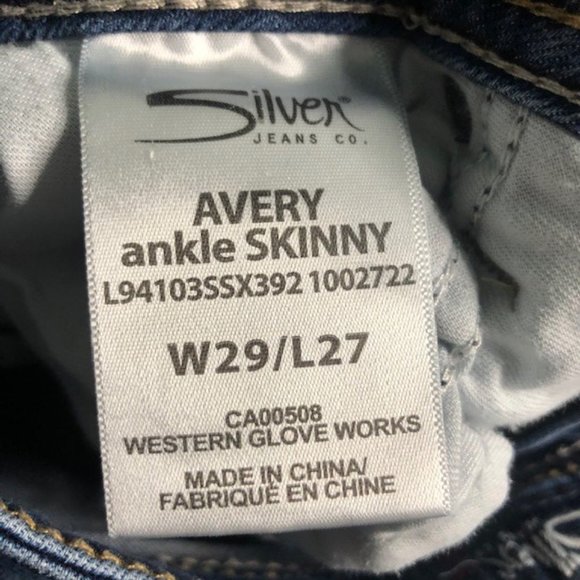 Silver®
JEANS CO.
AVERY
ankle SKINNY
L94103SSX392 1002722
W29/L27
CA00508
WESTERN GLOVE WORKS
MADE IN CHINA/
FABRIQUÉ EN CHINE